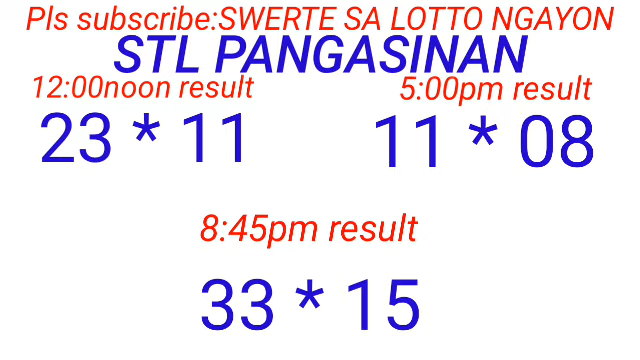 Pls subscribe:SWERTE SA LOTTO NGAYON
STL PANGASINAN
12:00noon result
23 * 11
5:00pm result
11 * 08
8:45pm result
33 * 15